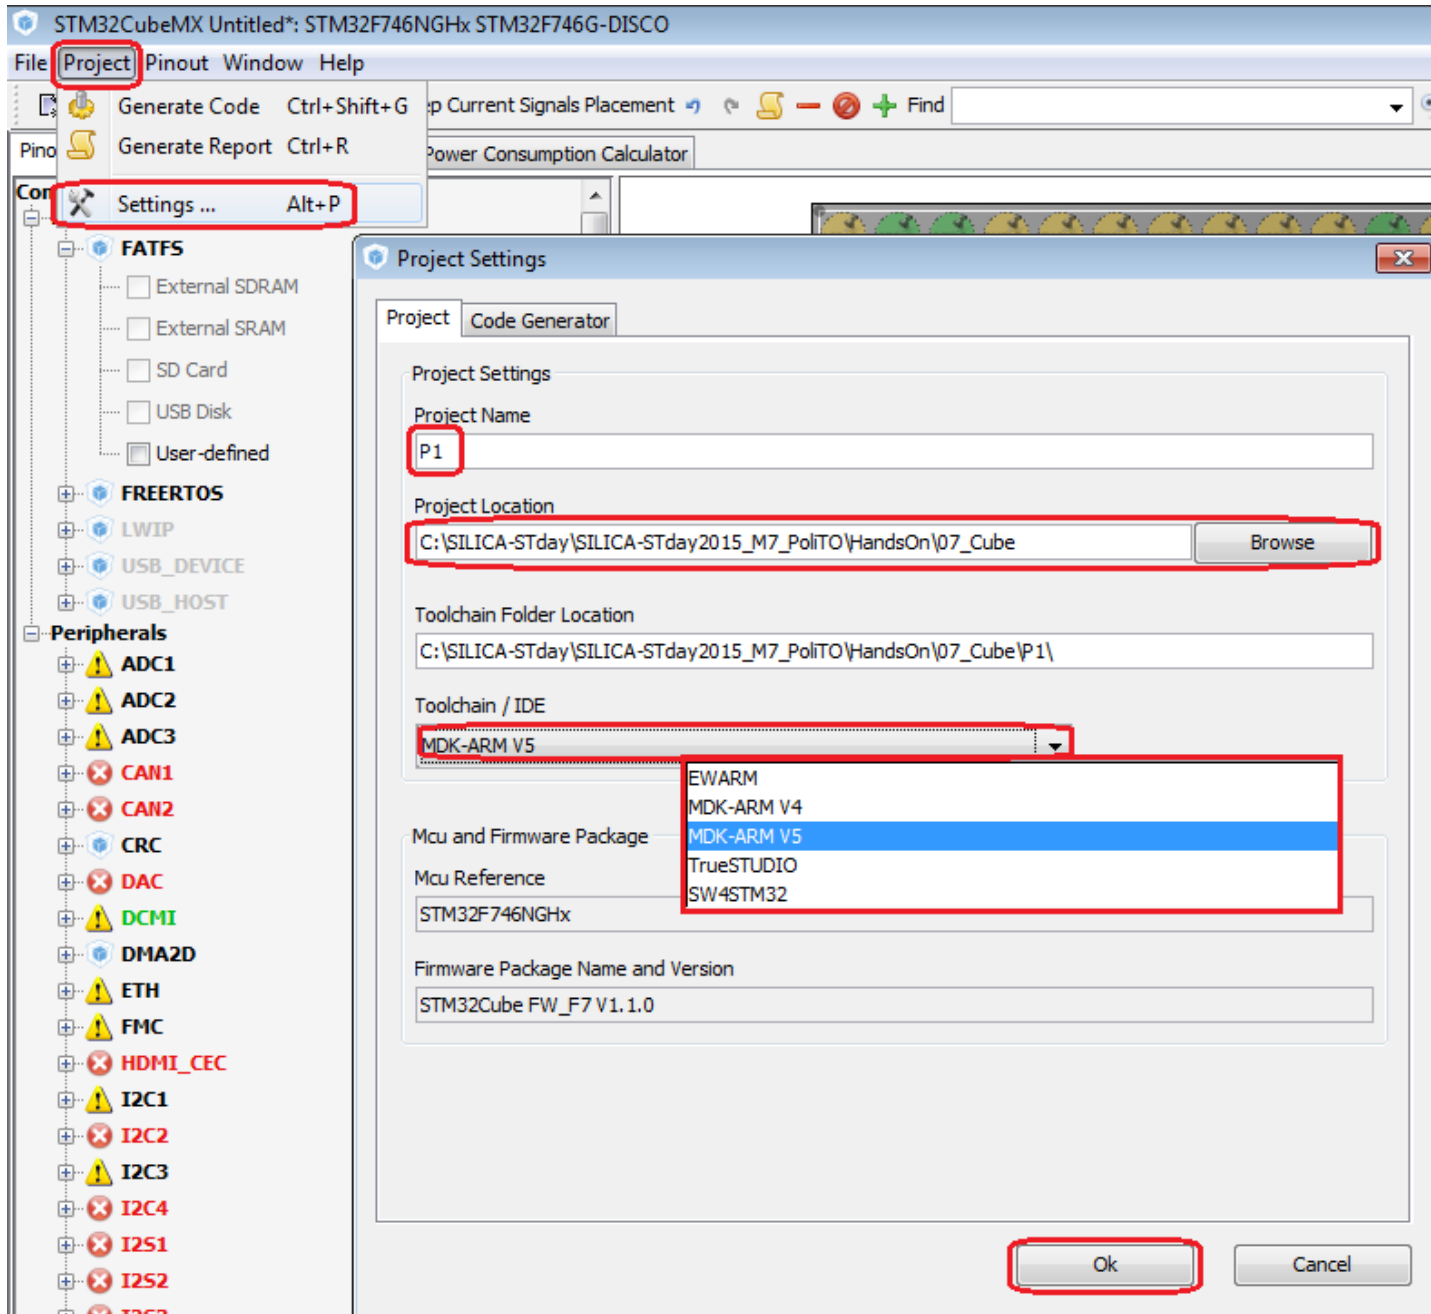 STM32CubeMX Untitled*: STM32F746NGHx STM32F746G-DISCO
File Project Pinout Window Help
Generate Code Ctrl+Shift+G
p Current Signals Placement
Find
Generate Report Ctrl+R
Pino
Power Consumption Calculator
Settings ... Alt+P
Con
FATFS
External SDRAM
External SRAM
SD Card
USB Disk
User-defined
FREERTOS
LWIP
USB_DEVICE
USB_HOST
Peripherals
ADC1
ADC2
ADC3
CAN1
CAN2
CRC
DAC
DCMI
DMA2D
ETH
FMC
HDMI_CEC
I2C1
I2C2
I2C3
I2C4
I2S1
I2S2
Project Settings
Project Code Generator
Project Settings
Project Name
P1
Project Location
C:\SILICA-STday\SILICA-STday2015_M7_PoliTO\HandsOn\07_Cube
Browse
Toolchain Folder Location
C:\SILICA-STday\SILICA-STday2015_M7_PoliTO\HandsOn\07_Cube\P1\
Toolchain / IDE
MDK-ARM V5
EWARM
MDK-ARM V4
MDK-ARM V5
TrueSTUDIO
SW4STM32
Mcu and Firmware Package
Mcu Reference
STM32F746NGHx
Firmware Package Name and Version
STM32Cube FW_F7 V1.1.0
Ok
Cancel